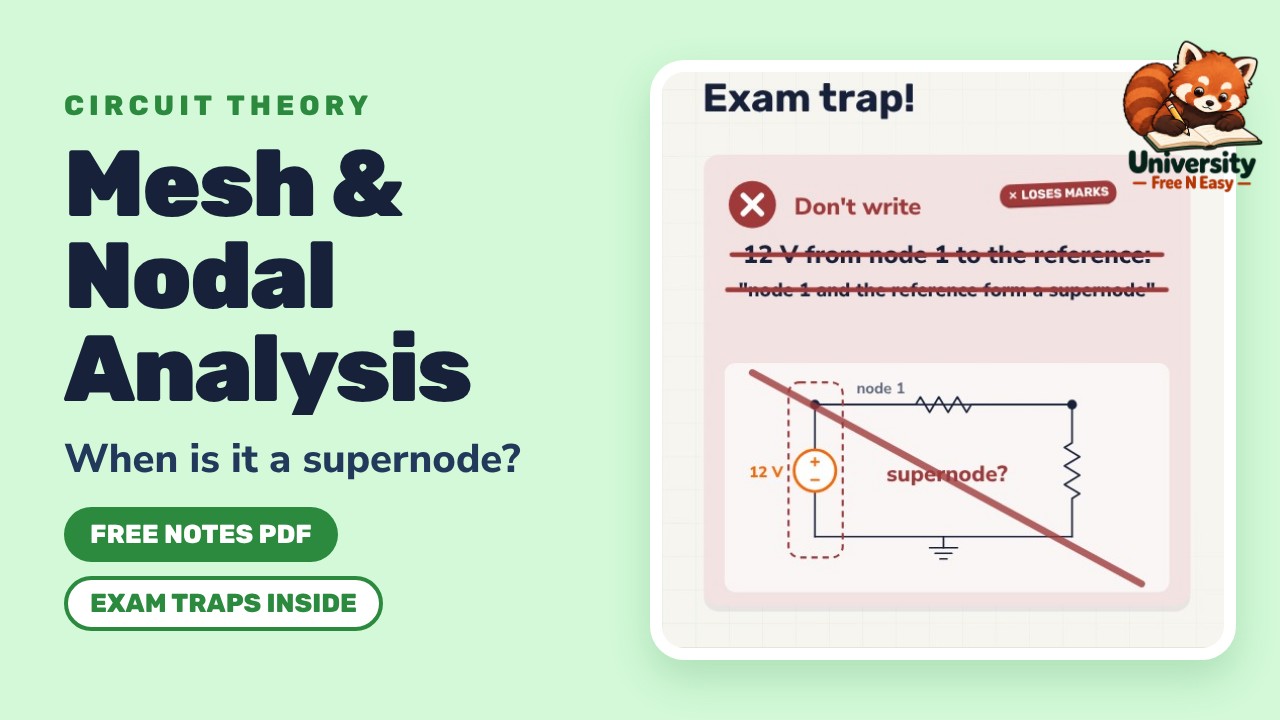 CIRCUIT THEORY
Mesh &
Nodal
Analysis
When is it a supernode?
FREE NOTES PDF
EXAM TRAPS INSIDE
Exam trap!
University
Free N Easy
Don't write
× LOSES MARKS
12 V from node 1 to the reference:
"node 1 and the reference form a supernode"
node 1
12 V
+
−
supernode?